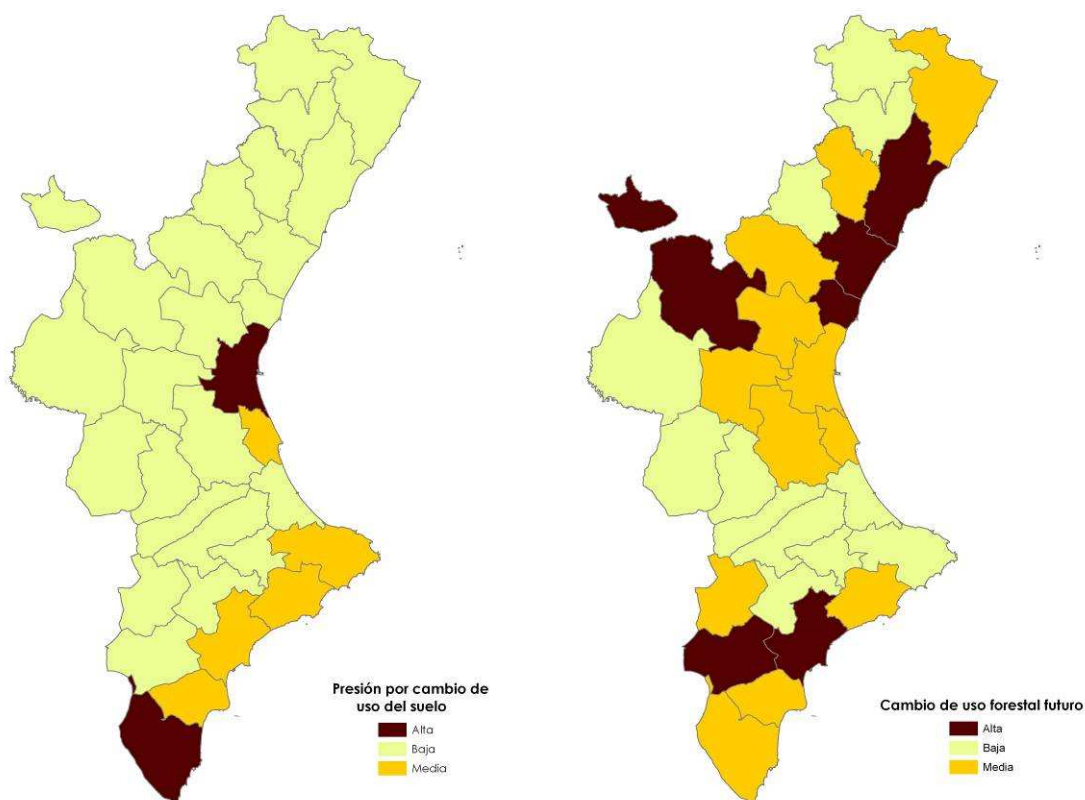 Presión por cambio de
uso del suelo
Alta
Baja
Media
Cambio de uso forestal futuro
Alta
Baja
Media